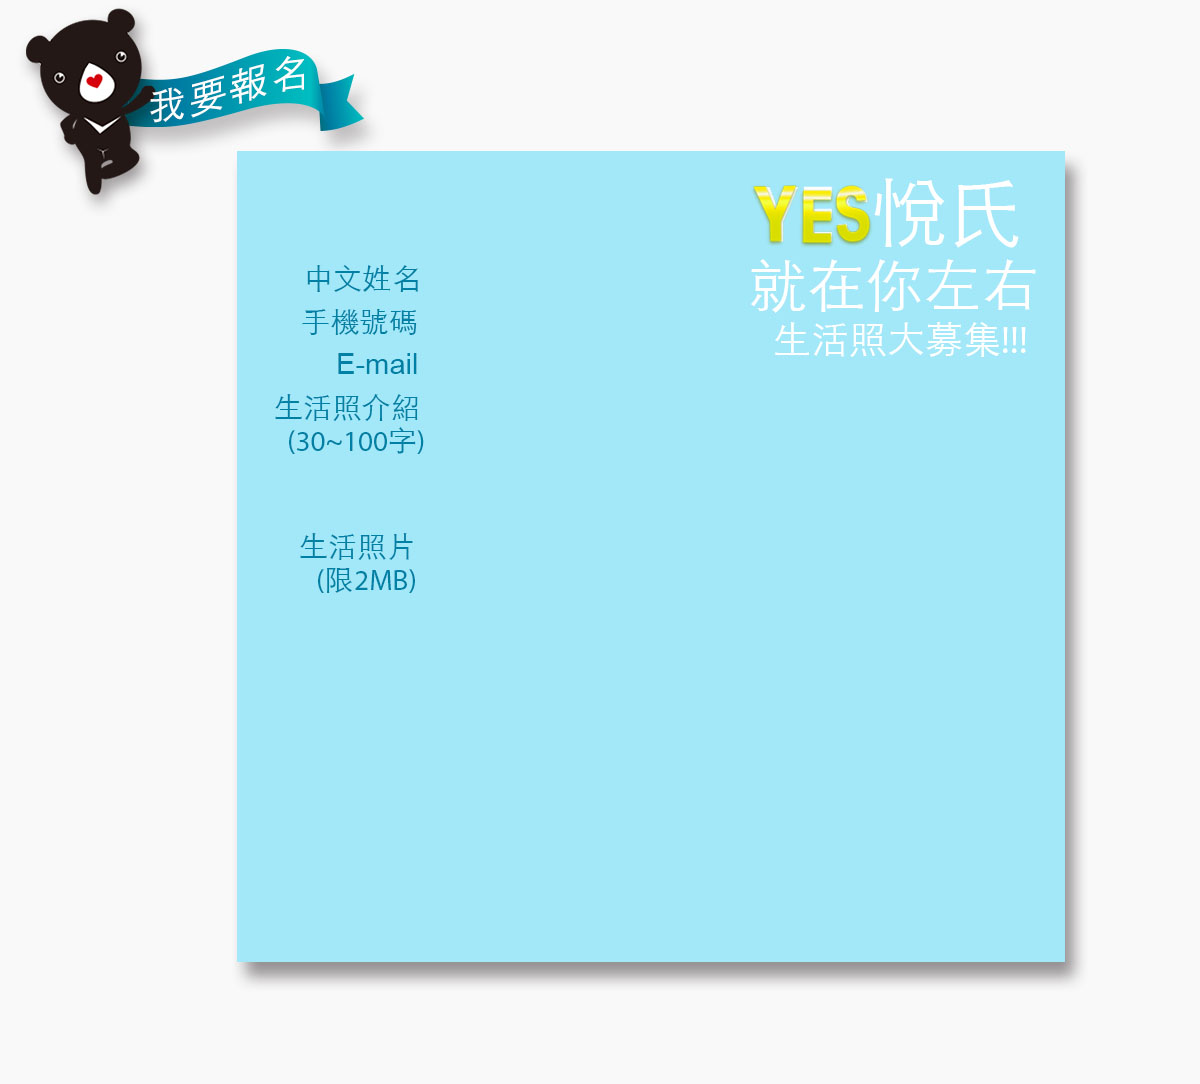 我要報名
YES悅氏
就在你左右
生活照大募集!!!
中文姓名
手機號碼
E-mail
生活照介紹
(30~100字)
生活照片
(限2MB)